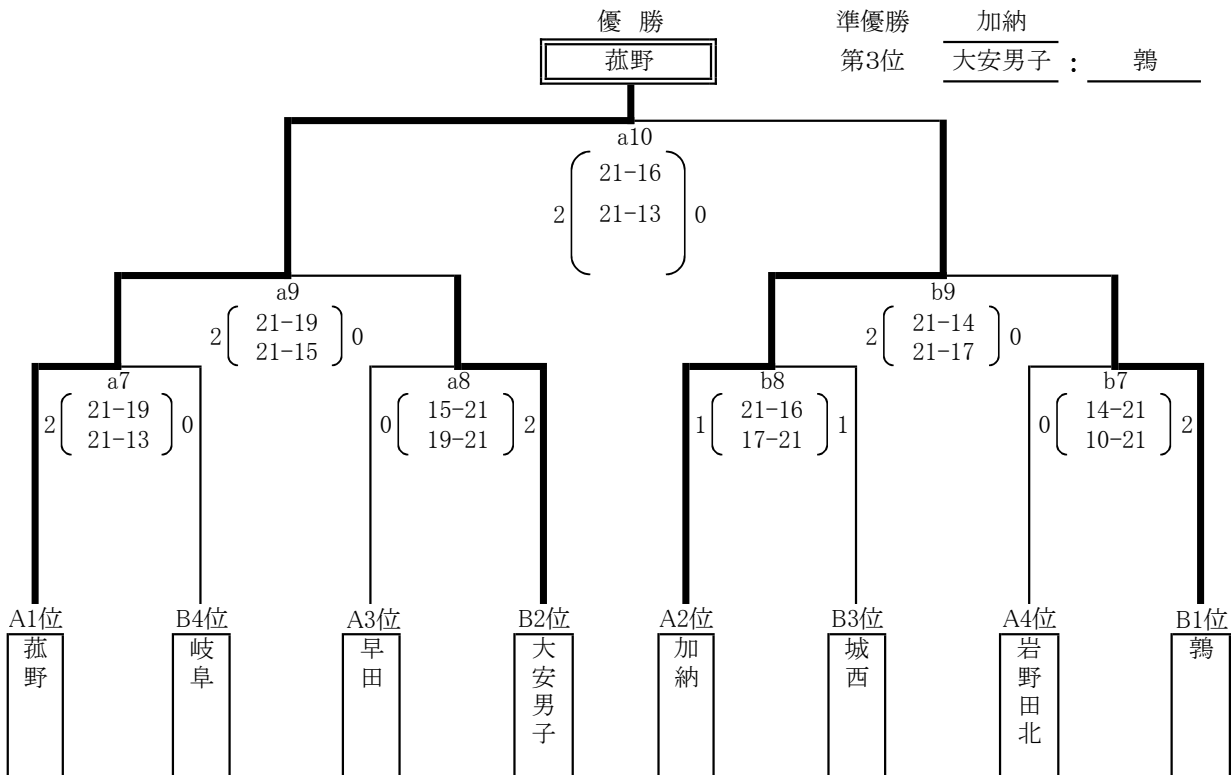 優 勝
菰野
準優勝 加納
第3位 大安男子 : 鶉
a10
21-16
2 21-13 0
a9
21-19
2 0
21-15
b9
21-14
2 0
21-17
a7
21-19
2 0
21-13
a8
15-21
0 2
19-21
b8
21-16
1 1
17-21
b7
14-21
0 2
10-21
A1位 B4位 A3位 B2位 A2位 B3位 A4位 B1位
菰野
岐阜
早田
大安男子
加納
城西
岩野田北
鶉